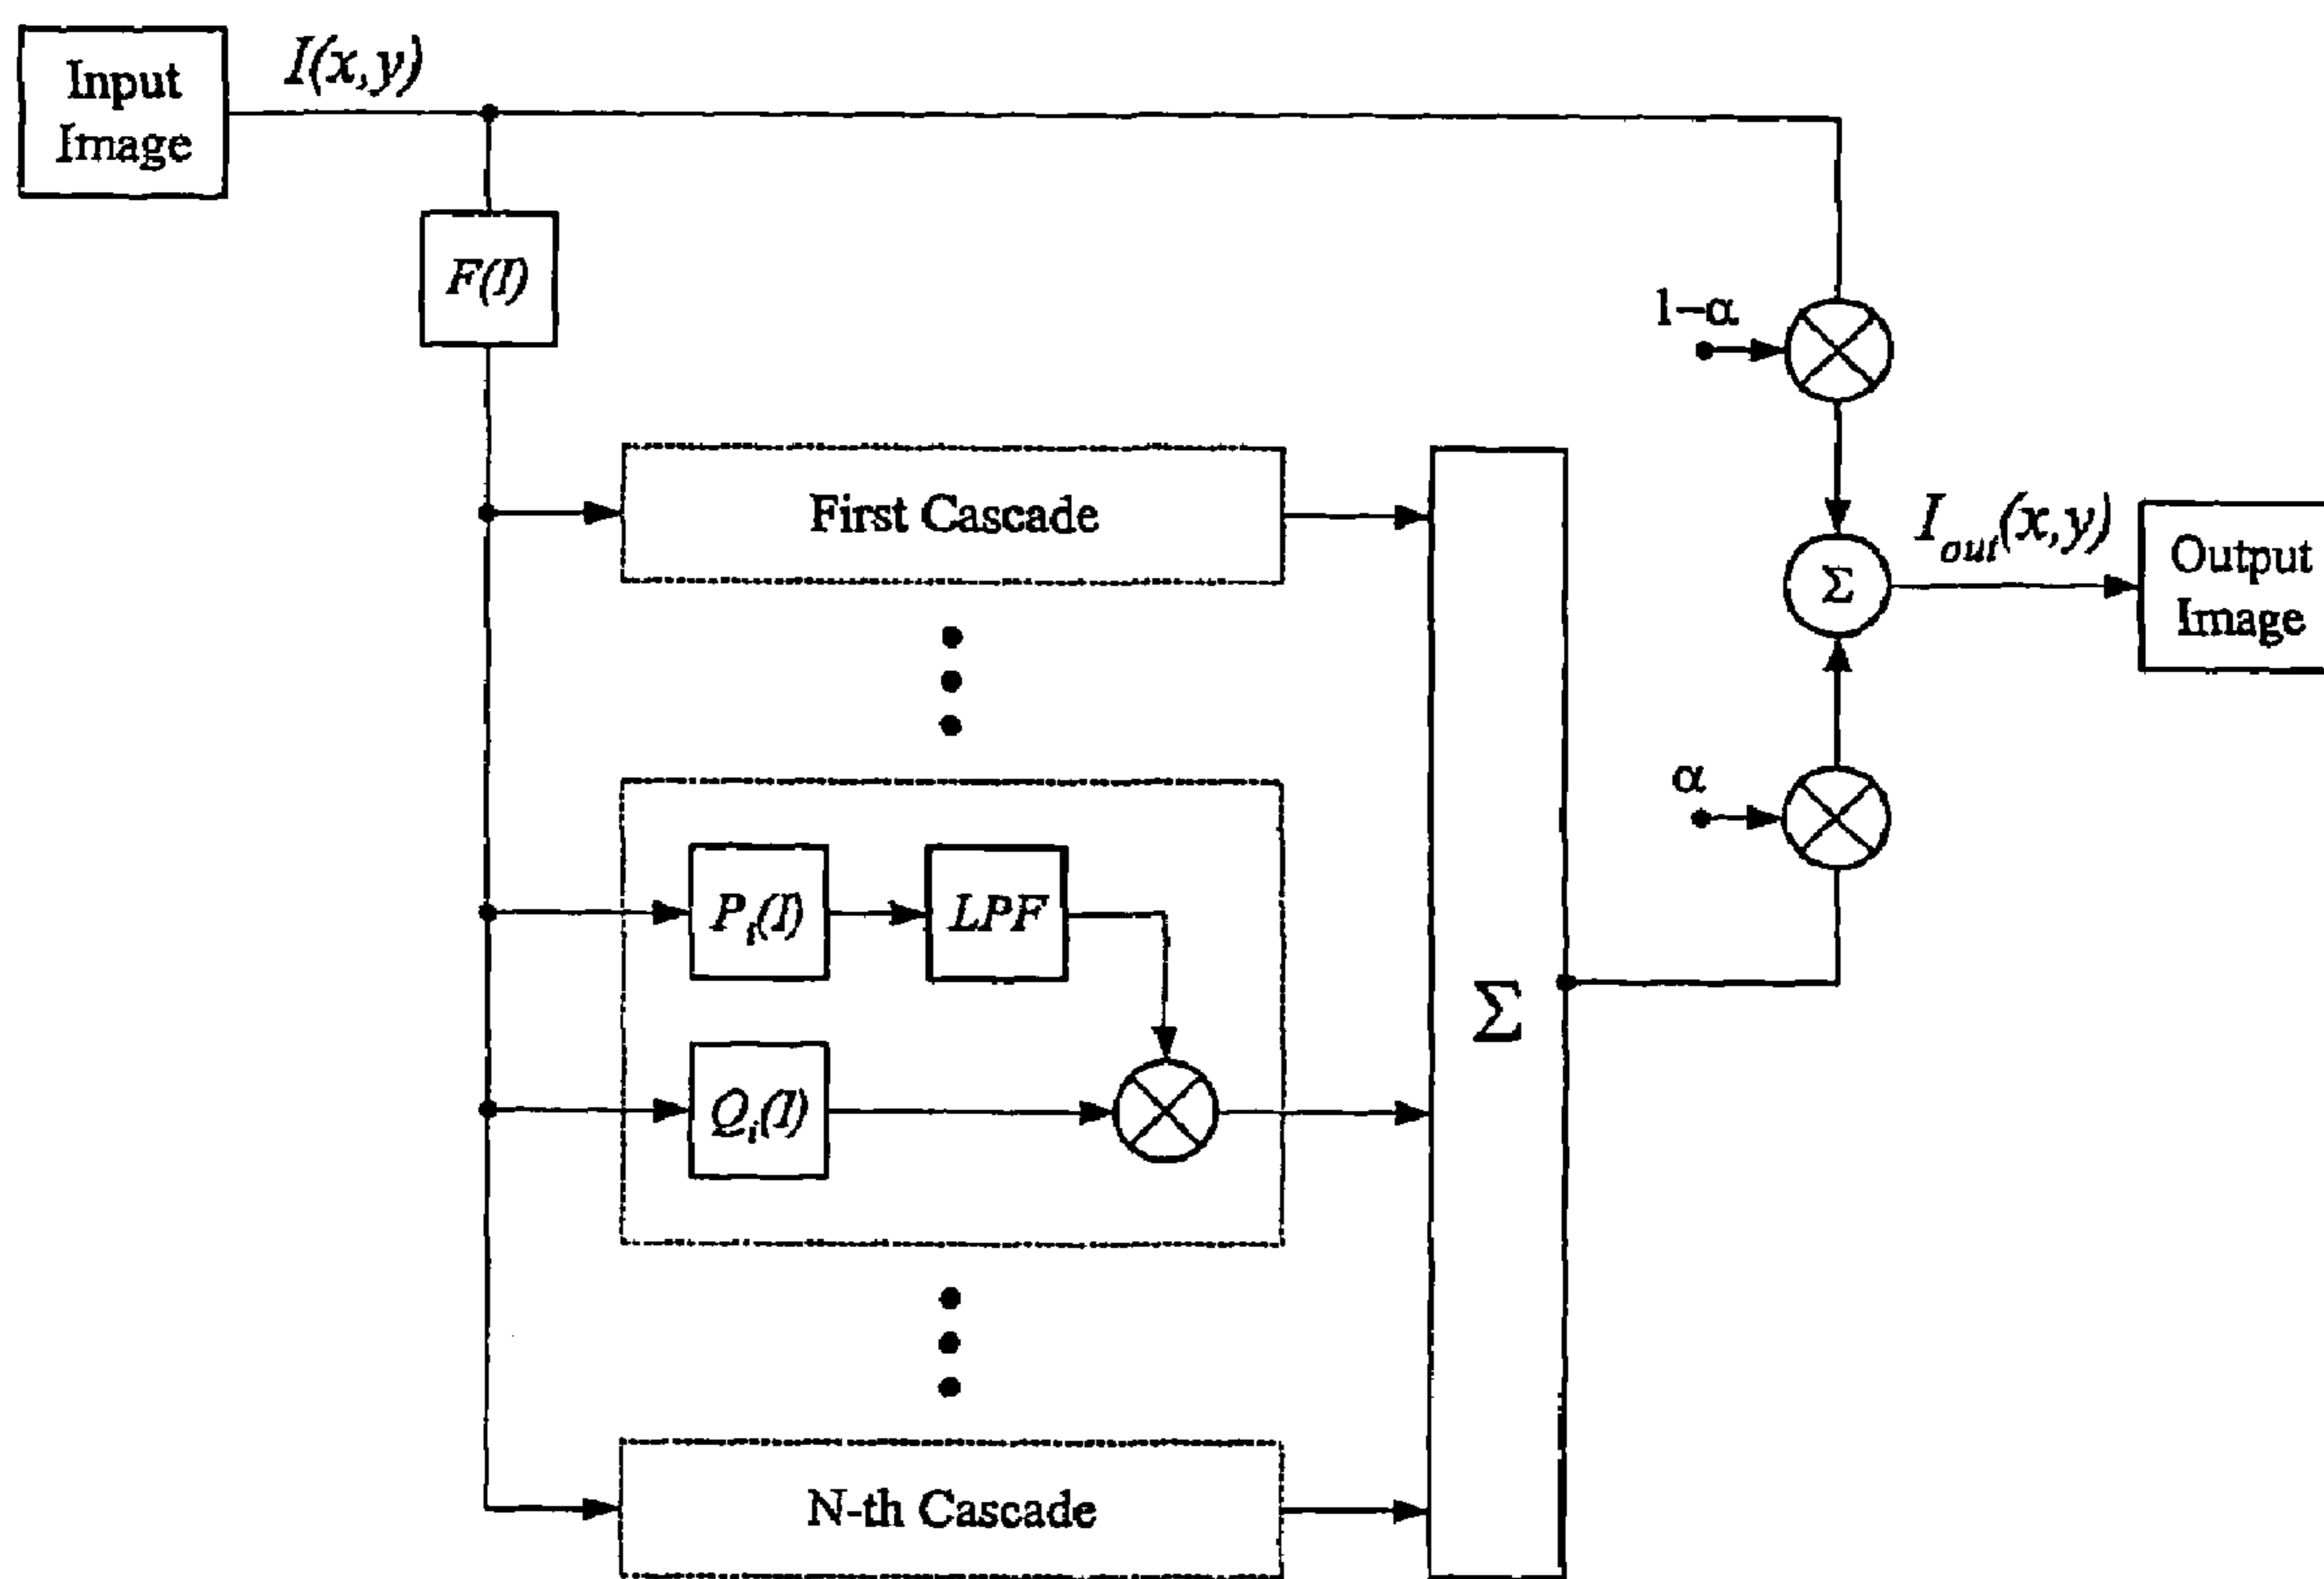 Input
Image
I(x,y)
F(I)
1−α
First Cascade
I_out(x,y)
Output
Image
Σ
α
P_i(I)
LPF
Σ
Q_i(I)
N-th Cascade